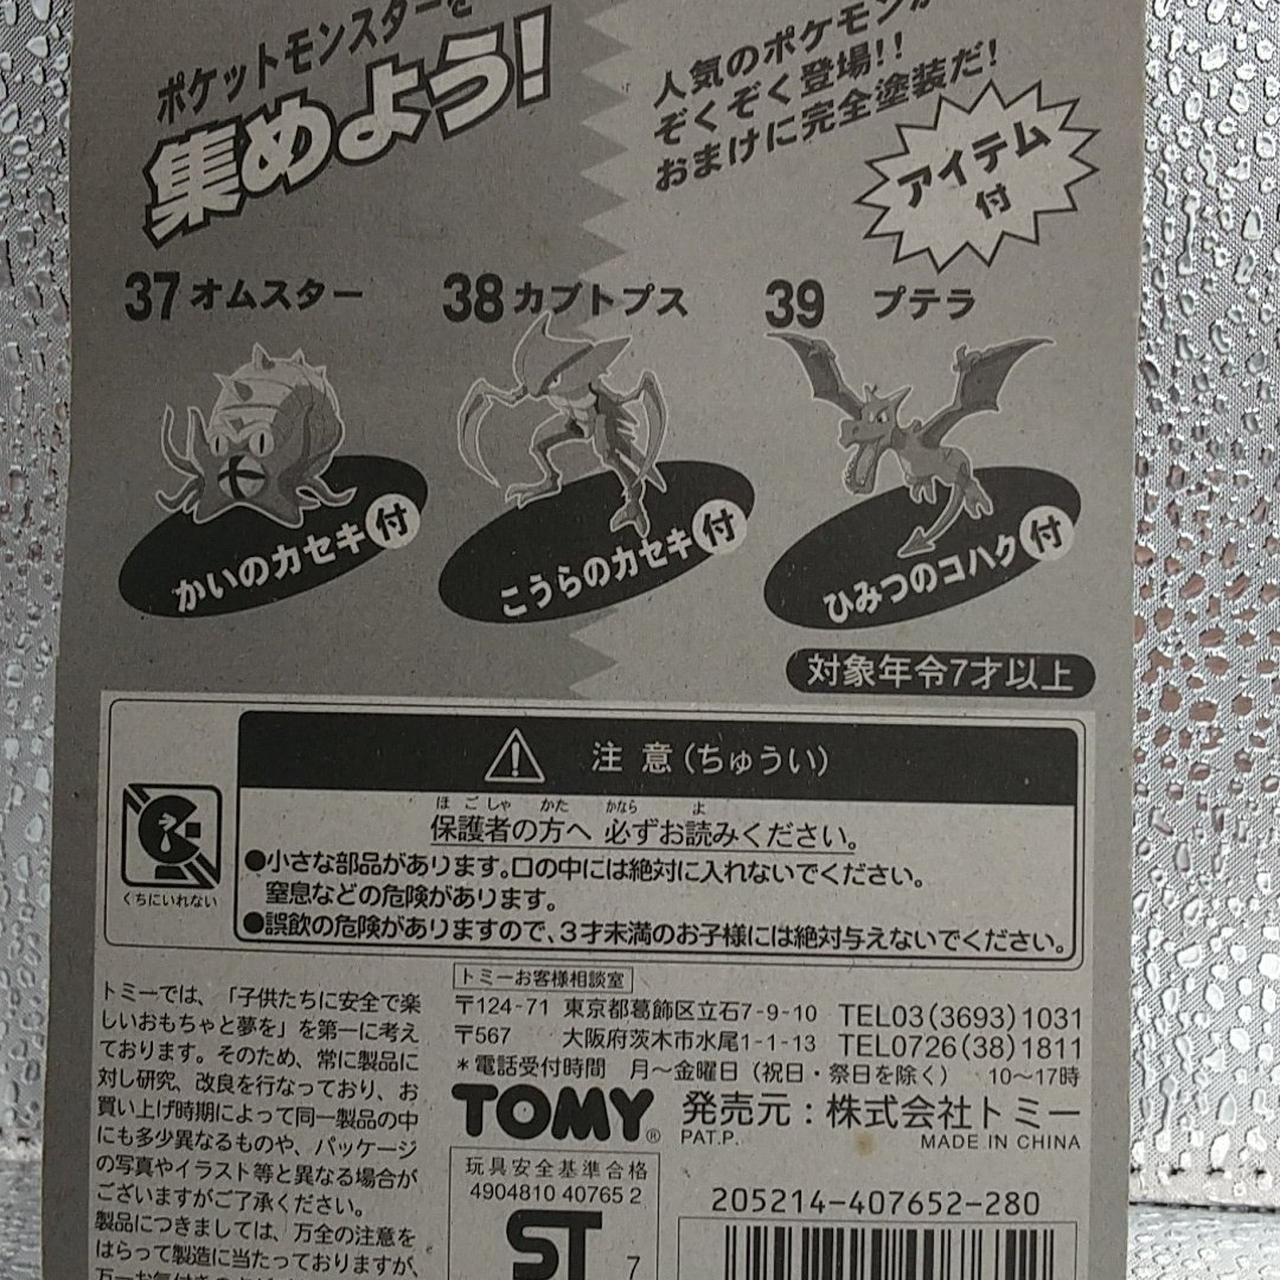 ポケットモンスターを
集めよう!
人気のポケモンが
ぞくぞく登場!!
おまけに完全塗装だ!
アイテム
付
37 オムスター
38 カブトプス
39 プテラ
かいのカセキ 付
こうらのカセキ 付
ひみつのコハク 付
対象年令7才以上
注意(ちゅうい)
ほごしゃ かた かなら よ
保護者の方へ 必ずお読みください。
●小さな部品があります。口の中には絶対に入れないでください。
窒息などの危険があります。
●誤飲の危険がありますので、3才未満のお子様には絶対与えないでください。
くちにいれない
トミーでは、「子供たちに安全で楽
しいおもちゃと夢を」を第一に考え
ております。そのため、常に製品に
対し研究、改良を行なっており、お
買い上げ時期によって同一製品の中
にも多少異なるものや、パッケージ
の写真やイラスト等と異なる場合が
ございますがご了承ください。
製品につきましては、万全の注意を
はらって製造に当たっておりますが、
トミーお客様相談室
〒124-71 東京都葛飾区立石7-9-10 TEL03(3693)1031
〒567 大阪府茨木市水尾1-1-13 TEL0726(38)1811
*電話受付時間 月～金曜日(祝日・祭日を除く) 10～17時
TOMY® 発売元:株式会社トミー
PAT.P. MADE IN CHINA
玩具安全基準合格
4904810 40765 2
ST
7
205214-407652-280